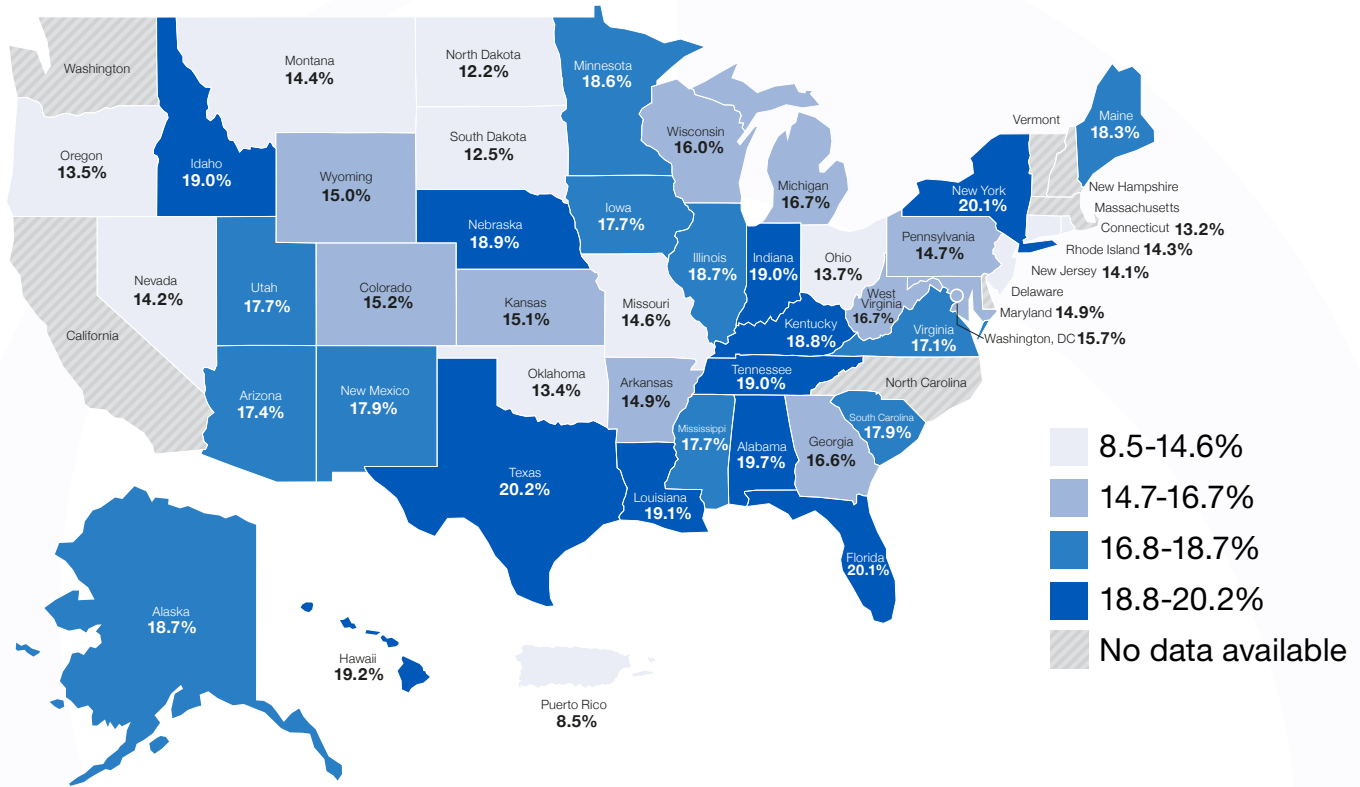 Washington
Montana
14.4%
North Dakota
12.2%
Minnesota
18.6%
Oregon
13.5%
Idaho
19.0%
Wyoming
15.0%
South Dakota
12.5%
Wisconsin
16.0%
Michigan
16.7%
Vermont
Maine
18.3%
New York
20.1%
New Hampshire
Massachusetts
Connecticut 13.2%
Rhode Island 14.3%
New Jersey 14.1%
Delaware
Maryland 14.9%
Washington, DC 15.7%
Nebraska
18.9%
Iowa
17.7%
Pennsylvania
14.7%
Nevada
14.2%
Utah
17.7%
Colorado
15.2%
Kansas
15.1%
Missouri
14.6%
Illinois
18.7%
Indiana
19.0%
Ohio
13.7%
West
Virginia
16.7%
Kentucky
18.8%
Virginia
17.1%
California
Arizona
17.4%
New Mexico
17.9%
Oklahoma
13.4%
Arkansas
14.9%
Tennessee
19.0%
North Carolina
Mississippi
17.7%
Alabama
19.7%
Georgia
16.6%
South Carolina
17.9%
Texas
20.2%
Louisiana
19.1%
Florida
20.1%
Alaska
18.7%
Hawaii
19.2%
Puerto Rico
8.5%
8.5-14.6%
14.7-16.7%
16.8-18.7%
18.8-20.2%
No data available